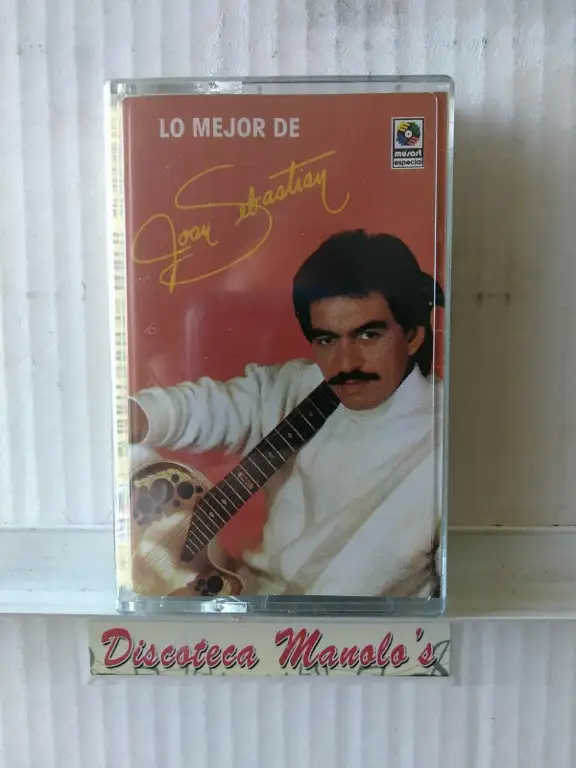 LO MEJOR DE
Joan Sebastian
musart
especial
Discoteca Manolo's